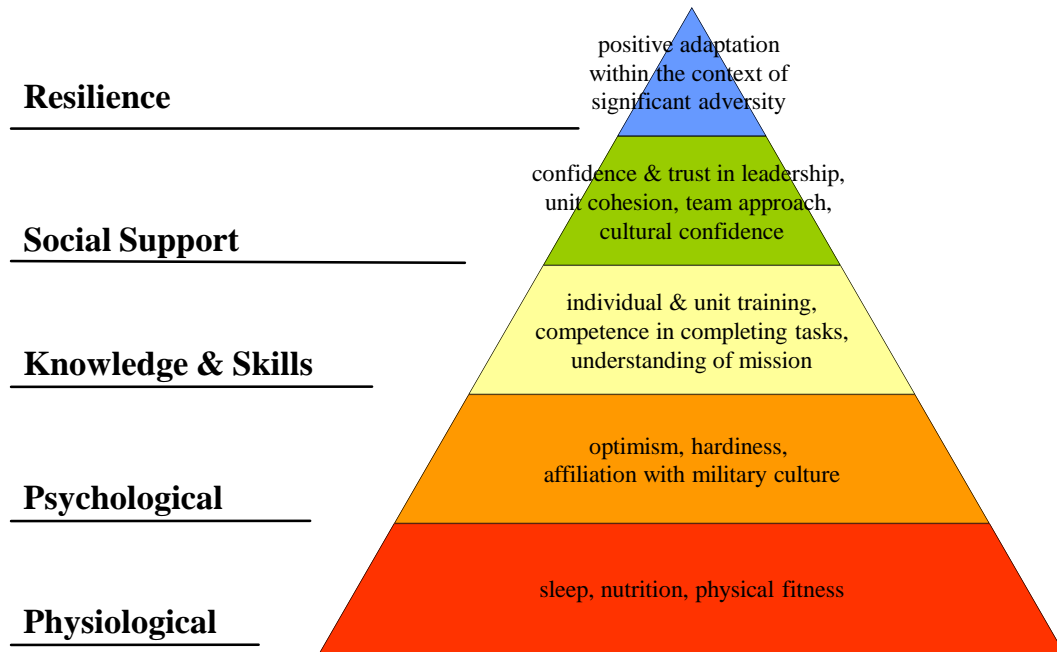 Resilience
positive adaptation
within the context of
significant adversity
Social Support
confidence & trust in leadership,
unit cohesion, team approach,
cultural confidence
Knowledge & Skills
individual & unit training,
competence in completing tasks,
understanding of mission
Psychological
optimism, hardiness,
affiliation with military culture
Physiological
sleep, nutrition, physical fitness